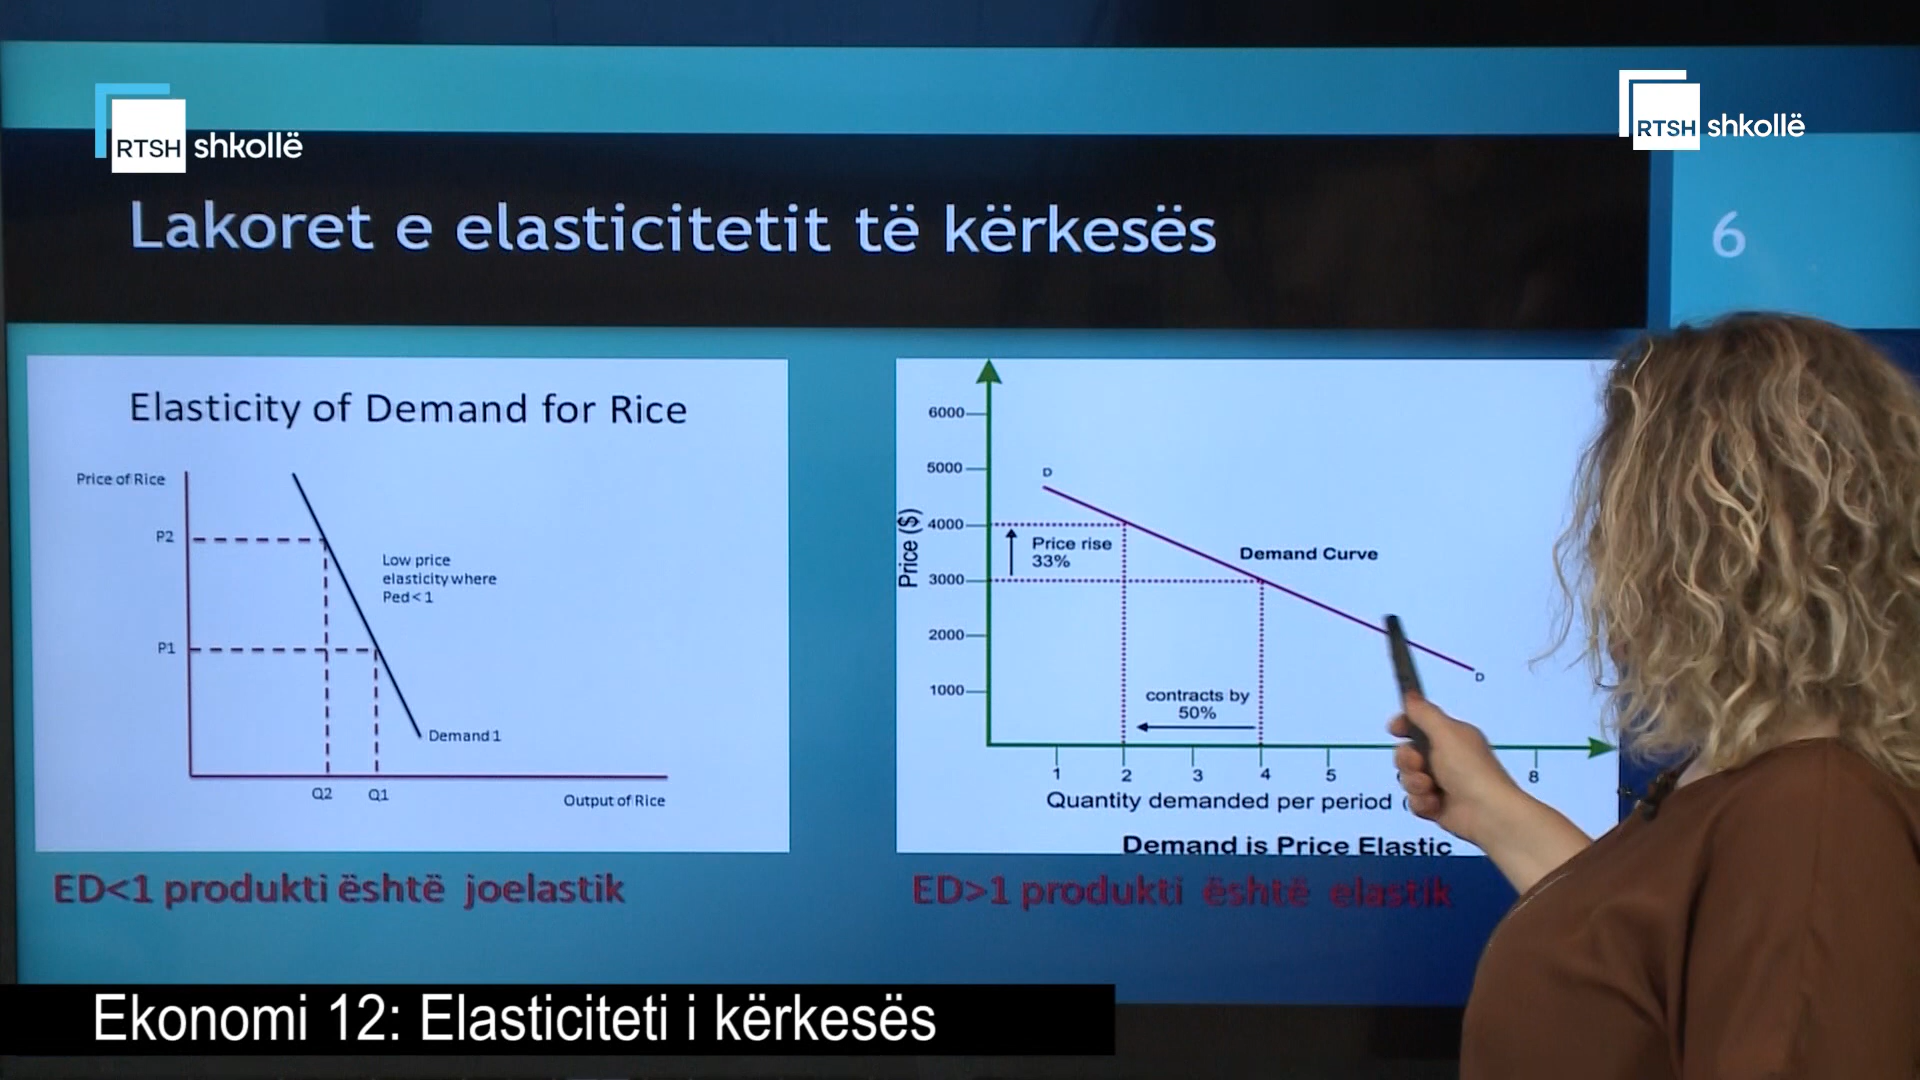 RTSH shkollë
RTSH shkollë
Lakoret e elasticitetit të kërkesës
6
Elasticity of Demand for Rice
Price of Rice
P2
Low price
elasticity where
Ped < 1
P1
Demand 1
Q2
Q1
Output of Rice
ED<1 produkti është joelastik
6000
5000
4000
3000
2000
1000
Price ($)
D
Price rise
33%
Demand Curve
contracts by
50%
D
1
2
3
4
5
8
Quantity demanded per period
Demand is Price Elastic
ED>1 produkti është elastik
Ekonomi 12: Elasticiteti i kërkesës